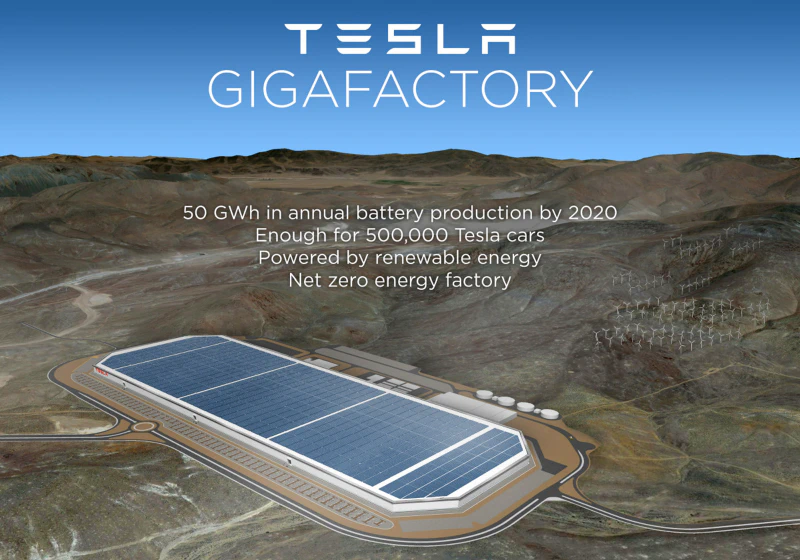 TESLA
GIGAFACTORY
50 GWh in annual battery production by 2020
Enough for 500,000 Tesla cars
Powered by renewable energy
Net zero energy factory
TESLA